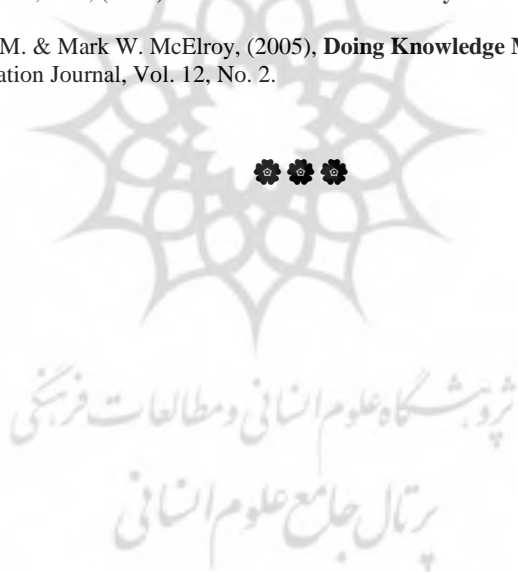 M. & Mark W. McElroy, (2005), Doing Knowledge M
ation Journal, Vol. 12, No. 2.
پژوهشگاه علوم انسانی و مطالعات فرهنگی
پرتال جامع علوم انسانی